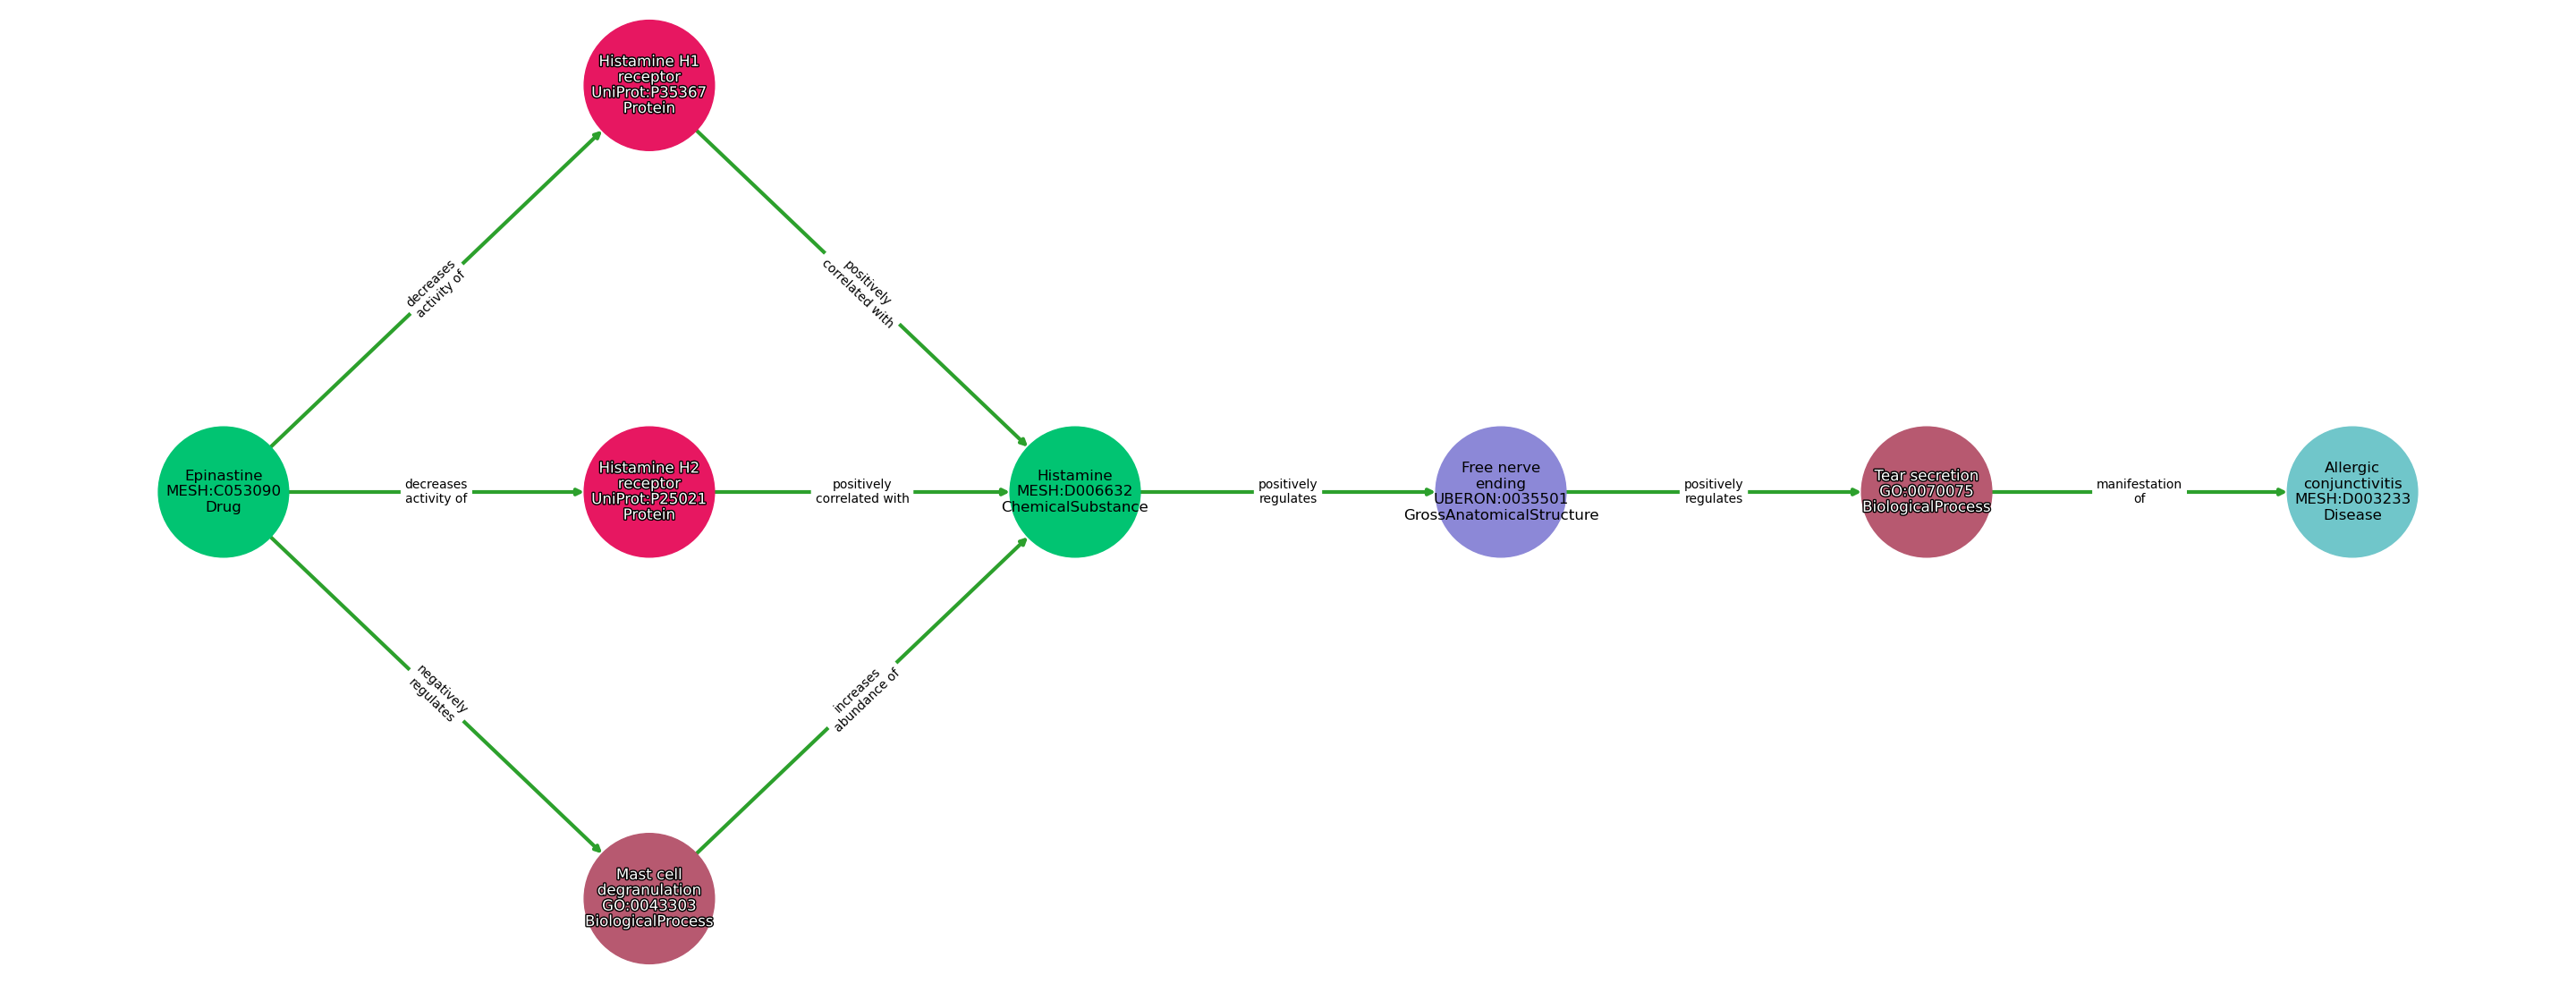 Histamine H1
receptor
UniProt:P35367
Protein
decreases
activity of
positively
correlated with
Epinastine
MESH:C053090
Drug
decreases
activity of
Histamine H2
receptor
UniProt:P25021
Protein
positively
correlated with
Histamine
MESH:D006632
ChemicalSubstance
positively
regulates
Free nerve
ending
UBERON:0035501
GrossAnatomicalStructure
positively
regulates
Tear secretion
GO:0070075
BiologicalProcess
manifestation
of
Allergic
conjunctivitis
MESH:D003233
Disease
negatively
regulates
increases
abundance of
Mast cell
degranulation
GO:0043303
BiologicalProcess